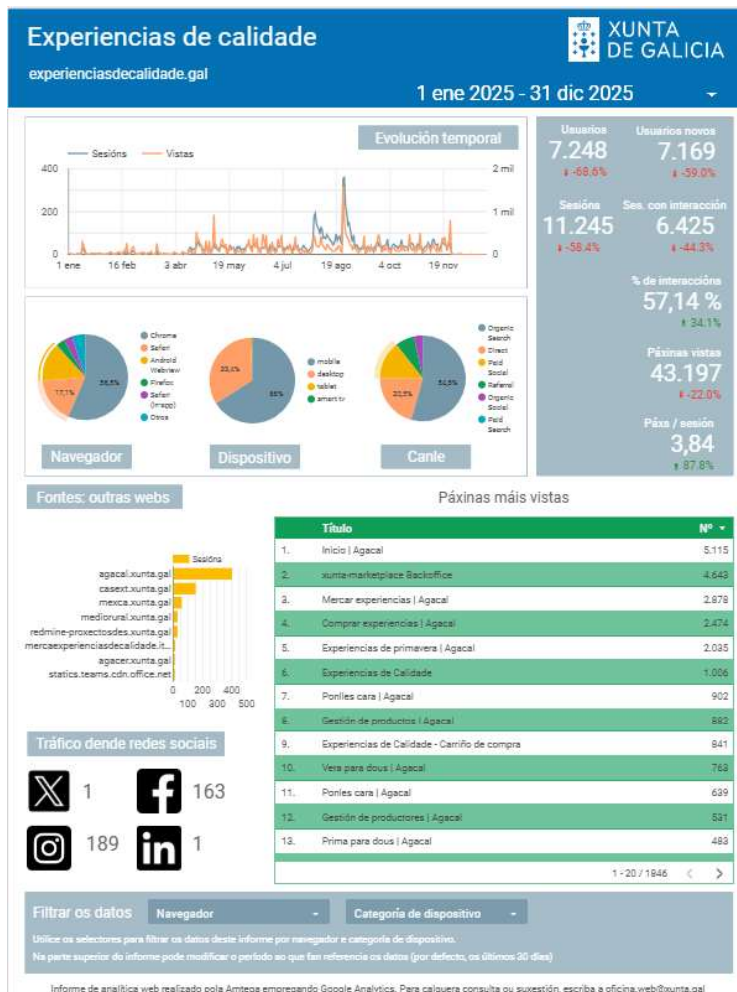 Experiencias de calidade
XUNTA
DE GALICIA
experienciasdecalidade.gal
1 ene 2025 - 31 dic 2025
Evolución temporal
Sesións
Vistas
400
200
0
2 mil
1 mil
0
1 ene
16 feb
3 abr
19 may
4 jul
19 ago
4 oct
19 nov
Usuarios
7.248
-68.6%
Usuarios novos
7.169
-59.0%
Sesións
11.245
-58.4%
Ses. con interacción
6.425
-44.3%
% de interaccións
57,14 %
34.1%
Páxinas vistas
43.197
-22.0%
Páxs / sesión
3,84
87.8%
17,1%
Chrome
Safari
Android
Webview
Firefox
Safari
(in-app)
Otros
Navegador
33,4%
66%
mobile
desktop
tablet
smart tv
Dispositivo
Organic
Search
Direct
Paid
Social
Referral
Organic
Social
Paid
Search
Canle
Fontes: outras webs
Sesións
agacal.xunta.gal
casext.xunta.gal
mexca.xunta.gal
mediorural.xunta.gal
redmine-proxectosdes.xunta.gal
mercaexperienciasdecalidade.it...
agacer.xunta.gal
statics.teams.cdn.office.net
0 200 400
100 300 500
Páxinas máis vistas
Título Nº
1. Inicio | Agacal 5.115
2. xunta-marketplace Backoffice 4.643
3. Mercar experiencias | Agacal 2.878
4. Comprar experiencias | Agacal 2.474
5. Experiencias de primavera | Agacal 2.035
6. Experiencias de Calidade 1.006
7. Ponlles cara | Agacal 902
8. Gestión de productos | Agacal 882
9. Experiencias de Calidade - Carriño de compra 841
10. Vera para dous | Agacal 763
11. Ponles cara | Agacal 639
12. Gestión de productores | Agacal 531
13. Prima para dous | Agacal 483
1 - 20 / 1846
Tráfico dende redes sociais
1
163
189
1
Filtrar os datos
Navegador
Categoría de dispositivo
Utilice os selectores para filtrar os datos deste informe por navegador e categoría de dispositivo.
Na parte superior do informe pode modificar o período ao que fan referencia os datos (por defecto, os últimos 30 días)
Informe de analítica web realizado pola Amtega empregando Google Analytics. Para calquera consulta ou suxestión, escriba a oficina.web@xunta.gal